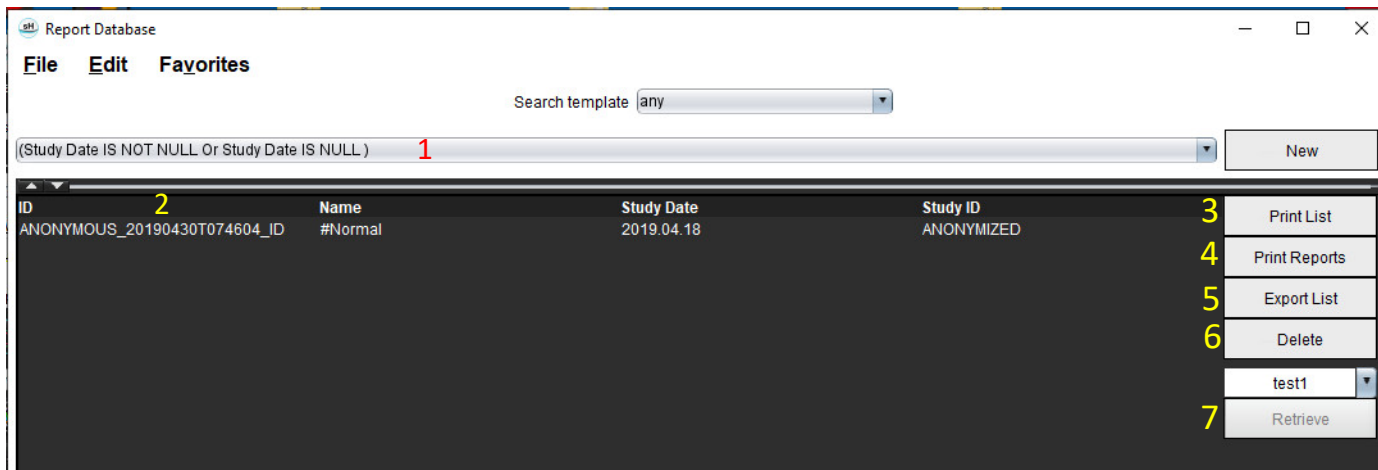 sH Report Database
File Edit Favorites
Search template any
(Study Date IS NOT NULL Or Study Date IS NULL ) 1
New
2
ID Name Study Date Study ID
ANONYMOUS_20190430T074604_ID #Normal 2019.04.18 ANONYMIZED
3 Print List
4 Print Reports
5 Export List
6 Delete
test1
7 Retrieve